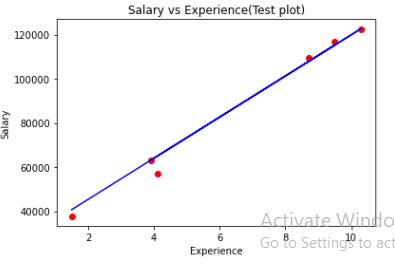 Salary vs Experience(Test plot)
120000
100000
80000
60000
40000
Salary
2 4 6 8 10
Experience
Activate Windo
Go to Settings to act